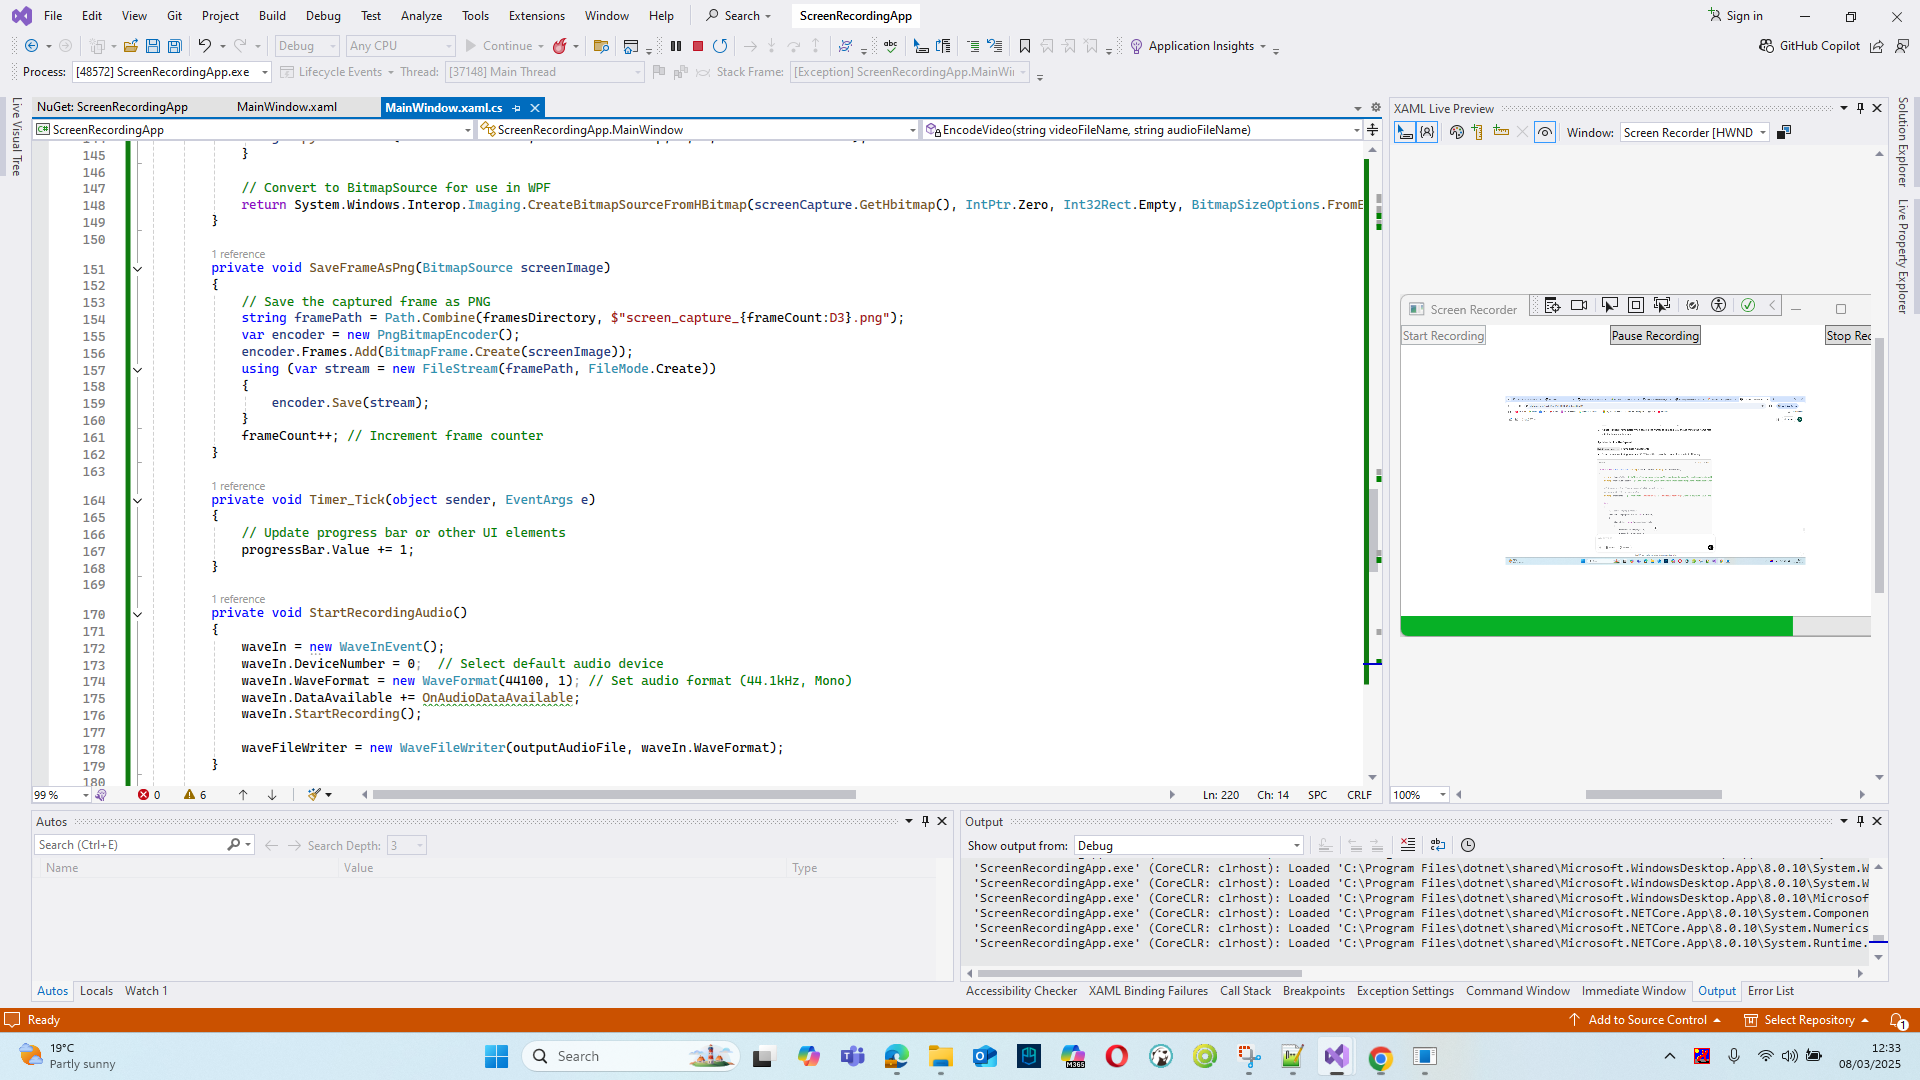 File Edit View Git Project Build Debug Test Analyze Tools Extensions Window Help Search ScreenRecordingApp Sign in
Debug Any CPU Continue Application Insights GitHub Copilot
Process: [48572] ScreenRecordingApp.exe Lifecycle Events Thread: [37148] Main Thread Stack Frame: [Exception] ScreenRecordingApp.MainWi
Live Visual Tree
NuGet: ScreenRecordingApp MainWindow.xaml MainWindow.xaml.cs
ScreenRecordingApp ScreenRecordingApp.MainWindow EncodeVideo(string videoFileName, string audioFileName)
145 }
146
147 // Convert to BitmapSource for use in WPF
148 return System.Windows.Interop.Imaging.CreateBitmapSourceFromHBitmap(screenCapture.GetHbitmap(), IntPtr.Zero, Int32Rect.Empty, BitmapSizeOptions.FromE
149 }
150
1 reference
151 private void SaveFrameAsPng(BitmapSource screenImage)
152 {
153 // Save the captured frame as PNG
154 string framePath = Path.Combine(framesDirectory, $"screen_capture_{frameCount:D3}.png");
155 var encoder = new PngBitmapEncoder();
156 encoder.Frames.Add(BitmapFrame.Create(screenImage));
157 using (var stream = new FileStream(framePath, FileMode.Create))
158 {
159 encoder.Save(stream);
160 }
161 frameCount++; // Increment frame counter
162 }
163
1 reference
164 private void Timer_Tick(object sender, EventArgs e)
165 {
166 // Update progress bar or other UI elements
167 progressBar.Value += 1;
168 }
169
1 reference
170 private void StartRecordingAudio()
171 {
172 waveIn = new WaveInEvent();
173 waveIn.DeviceNumber = 0; // Select default audio device
174 waveIn.WaveFormat = new WaveFormat(44100, 1); // Set audio format (44.1kHz, Mono)
175 waveIn.DataAvailable += OnAudioDataAvailable;
176 waveIn.StartRecording();
177
178 waveFileWriter = new WaveFileWriter(outputAudioFile, waveIn.WaveFormat);
179 }
180
99 % 0 6 Ln: 220 Ch: 14 SPC CRLF
XAML Live Preview
Window: Screen Recorder [HWND
Screen Recorder
Start Recording Pause Recording Stop Rec
100%
Solution Explorer
Live Property Explorer
Autos
Search (Ctrl+E) Search Depth: 3
Name Value Type
Autos Locals Watch 1
Output
Show output from: Debug
'ScreenRecordingApp.exe' (CoreCLR: clrhost): Loaded 'C:\Program Files\dotnet\shared\Microsoft.WindowsDesktop.App\8.0.10\System.W
'ScreenRecordingApp.exe' (CoreCLR: clrhost): Loaded 'C:\Program Files\dotnet\shared\Microsoft.WindowsDesktop.App\8.0.10\System.W
'ScreenRecordingApp.exe' (CoreCLR: clrhost): Loaded 'C:\Program Files\dotnet\shared\Microsoft.WindowsDesktop.App\8.0.10\Microsof
'ScreenRecordingApp.exe' (CoreCLR: clrhost): Loaded 'C:\Program Files\dotnet\shared\Microsoft.NETCore.App\8.0.10\System.Componen
'ScreenRecordingApp.exe' (CoreCLR: clrhost): Loaded 'C:\Program Files\dotnet\shared\Microsoft.NETCore.App\8.0.10\System.Numerics
'ScreenRecordingApp.exe' (CoreCLR: clrhost): Loaded 'C:\Program Files\dotnet\shared\Microsoft.NETCore.App\8.0.10\System.Runtime.
Accessibility Checker XAML Binding Failures Call Stack Breakpoints Exception Settings Command Window Immediate Window Output Error List
Ready Add to Source Control Select Repository 1
19°C
Partly sunny
Search
M365
12:33
08/03/2025